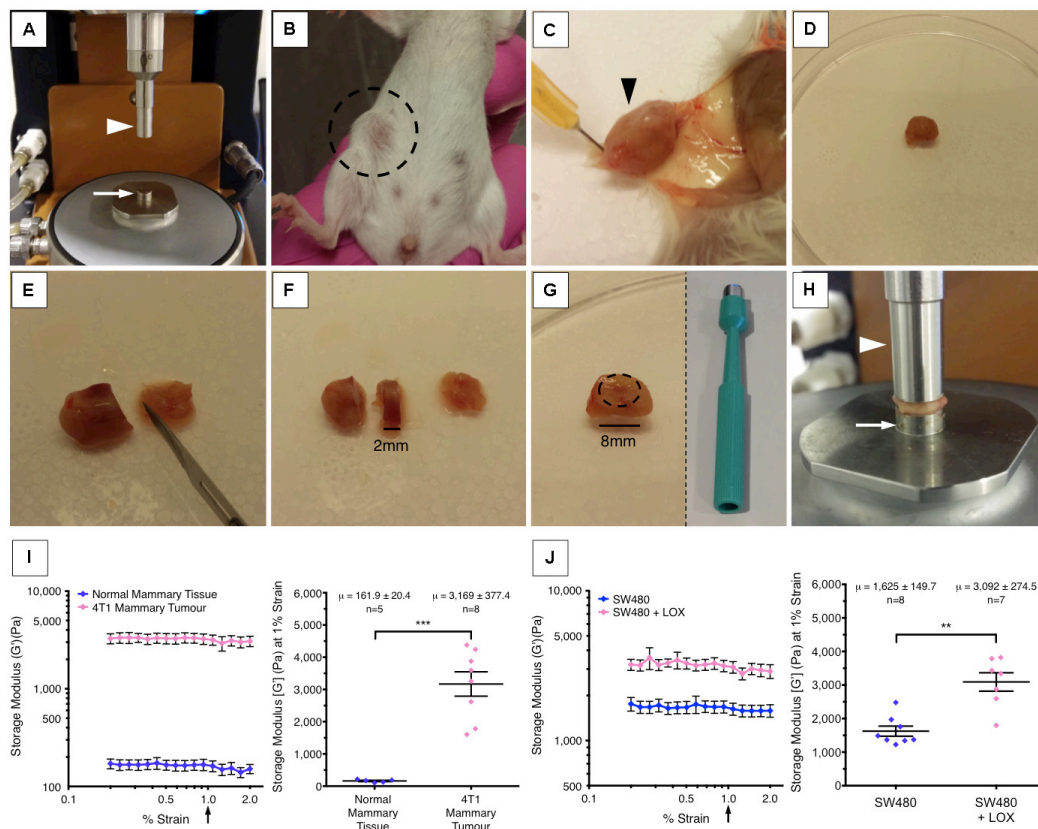 A
B
C
D
E
F
2mm
G
8mm
H
I
Normal Mammary Tissue
4T1 Mammary Tumour
Storage Modulus (G')(Pa)
10,000
1,000
100
0.1
0.5
1.0
2.0
% Strain
μ = 161.9 ± 20.4
n=5
μ = 3,169 ± 377.4
n=8
***
Storage Modulus [G'] (Pa) at 1% Strain
6,000
5,000
4,000
3,000
2,000
1,000
0
Normal
Mammary
Tissue
4T1
Mammary
Tumour
J
SW480
SW480 + LOX
Storage Modulus (G')(Pa)
10,000
5,000
1,000
500
0.1
0.5
1.0
2.0
% Strain
μ = 1,625 ± 149.7
n=8
μ = 3,092 ± 274.5
n=7
**
Storage Modulus [G'] (Pa) at 1% Strain
6,000
5,000
4,000
3,000
2,000
1,000
0
SW480
SW480
+ LOX